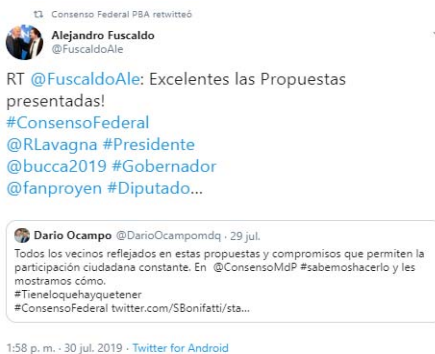 Consenso Federal PBA retwitteó
Alejandro Fuscaldo
@FuscaldoAle
RT @FuscaldoAle: Excelentes las Propuestas
presentadas!
#ConsensoFederal
@RLavagna #Presidente
@bucca2019 #Gobernador
@fanproyen #Diputado...
Dario Ocampo @DarioOcampomdq · 29 jul.
Todos los vecinos reflejados en estas propuestas y compromisos que permiten la
participación ciudadana constante. En @ConsensoMdP #sabemoshacerlo y les
mostramos cómo.
#Tieneloquehayquetener
#ConsensoFederal twitter.com/SBonifatti/sta...
1:58 p. m. · 30 jul. 2019 · Twitter for Android